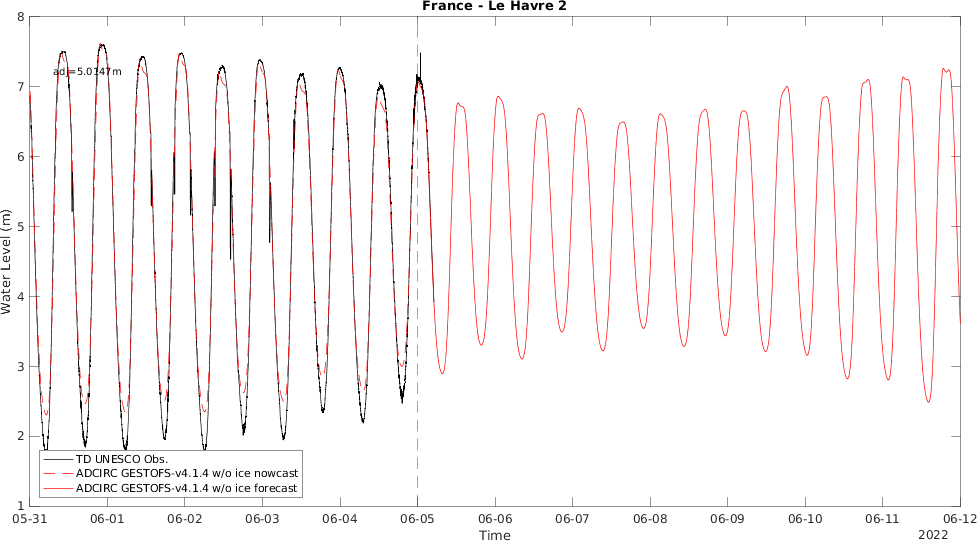 France - Le Havre 2
8
adj=5.0147m
7
6
5
4
3
2
1
Water Level (m)
TD UNESCO Obs.
ADCIRC GESTOFS-v4.1.4 w/o ice nowcast
ADCIRC GESTOFS-v4.1.4 w/o ice forecast
05-31 06-01 06-02 06-03 06-04 06-05 06-06 06-07 06-08 06-09 06-10 06-11 06-12
Time
2022